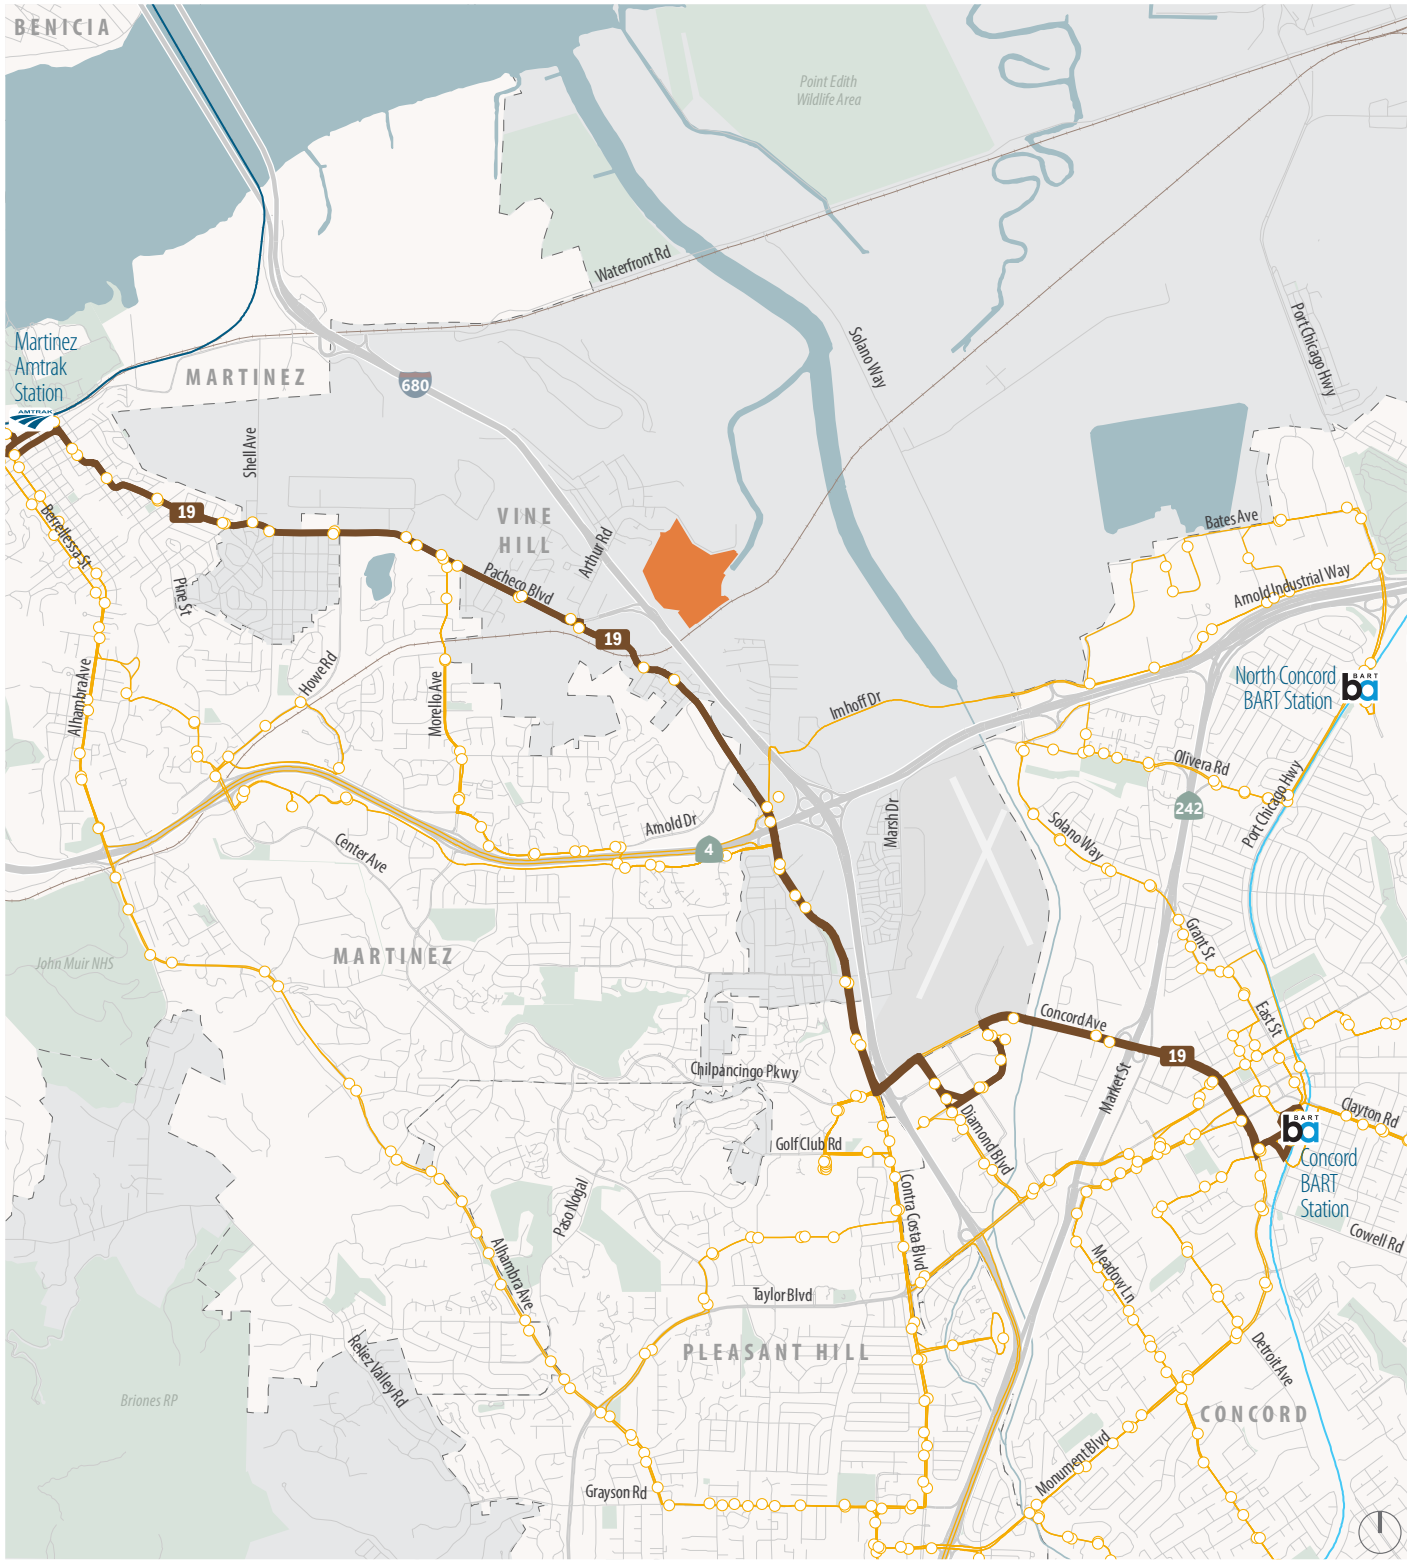 BENICIA
Point Edith
Wildlife Area
Waterfront Rd
Port Chicago Hwy
Solano Way
Martinez
Amtrak
Station
AMTRAK
MARTINEZ
680
Shell Ave
19
VINE
HILL
Arthur Rd
Bates Ave
Berrellessa St
Pine St
Pacheco Blvd
Arnold Industrial Way
19
Howe Rd
Alhambra Ave
Morello Ave
Imhoff Dr
North Concord
BART Station
BART
ba
Olivera Rd
242
Port Chicago Hwy
Arnold Dr
Marsh Dr
4
Center Ave
Solano Way
Grant St
MARTINEZ
John Muir NHS
East St
Concord Ave
19
Chilpancingo Pkwy
Market St
Clayton Rd
BART
ba
Concord
BART
Station
Diamond Blvd
Golf Club Rd
Paso Nogal
Contra Costa Blvd
Cowell Rd
Alhambra Ave
Meadow Ln
Taylor Blvd
Reliez Valley Rd
PLEASANT HILL
Detroit Ave
Briones RP
CONCORD
Monument Blvd
Grayson Rd